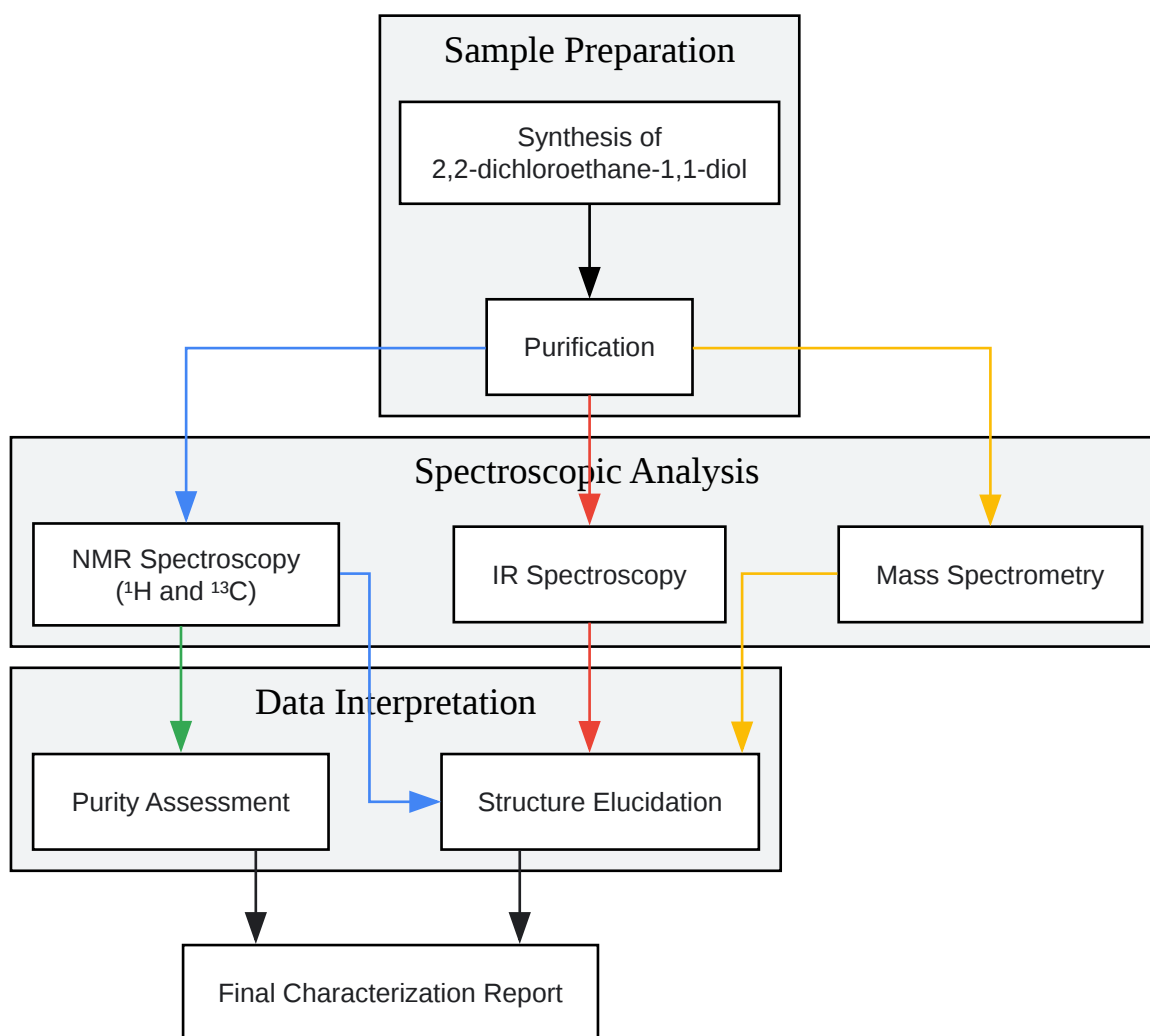 Sample Preparation
Synthesis of
2,2-dichloroethane-1,1-diol
Purification
Spectroscopic Analysis
NMR Spectroscopy
(¹H and ¹³C)
IR Spectroscopy
Mass Spectrometry
Data Interpretation
Purity Assessment
Structure Elucidation
Final Characterization Report